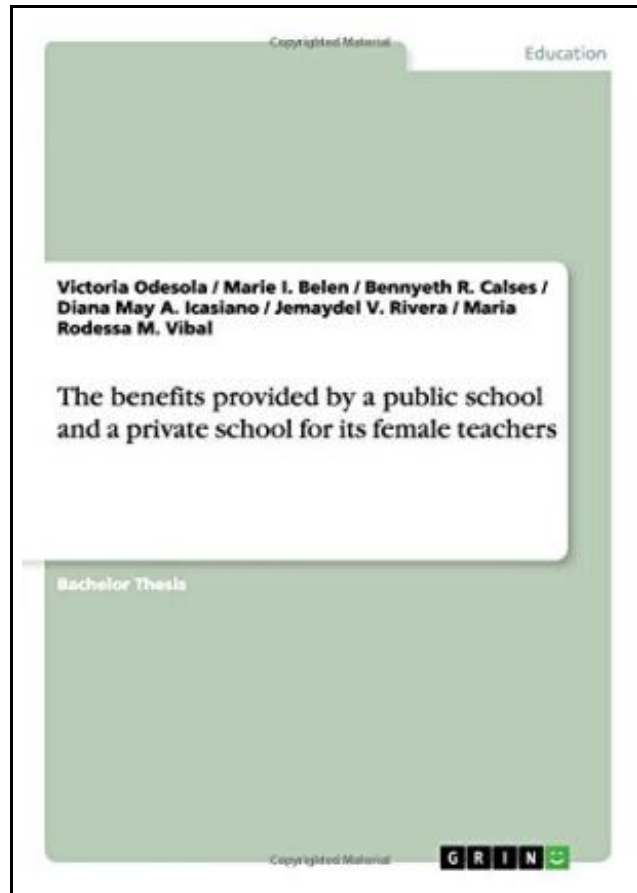 Copyrighted Material
Education
Victoria Odesola / Marie I. Belen / Bennyeth R. Calses /
Diana May A. Icasiano / Jemaydel V. Rivera / Maria
Rodessa M. Vibal
The benefits provided by a public school
and a private school for its female teachers
Bachelor Thesis
Copyrighted Material
GRIN